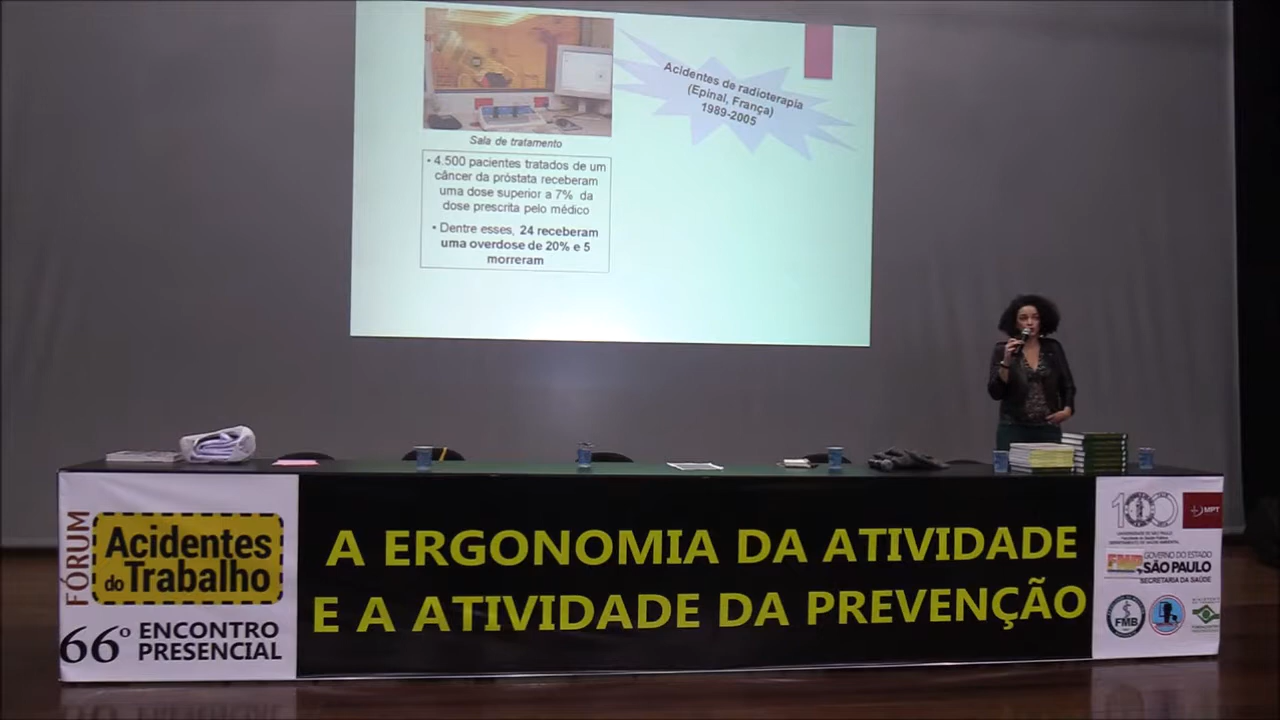 Acidentes de radioterapia
(Epinal, França)
1989-2005
Sala de tratamento
• 4.500 pacientes tratados de um
câncer da próstata receberam
uma dose superior a 7% da
dose prescrita pelo médico
• Dentre esses, 24 receberam
uma overdose de 20% e 5
morreram
FÓRUM
Acidentes
do Trabalho
66º ENCONTRO
PRESENCIAL
A ERGONOMIA DA ATIVIDADE
E A ATIVIDADE DA PREVENÇÃO
100
MPT
GOVERNO DO ESTADO
SÃO PAULO
SECRETARIA DA SAÚDE
FMB